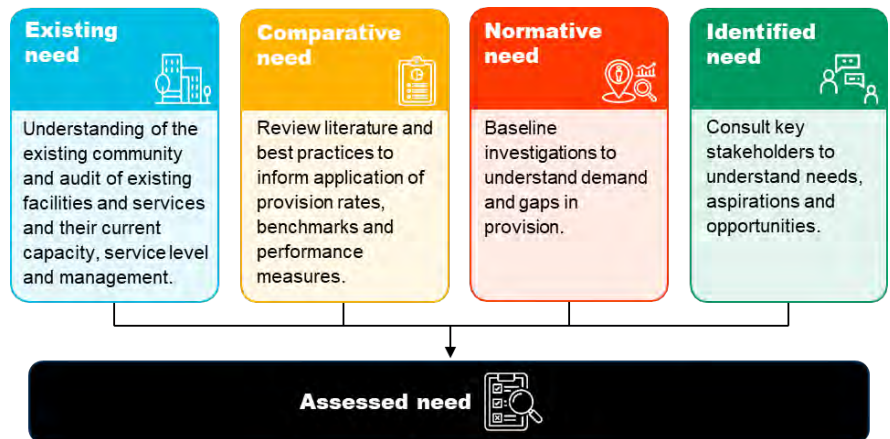 Existing
need
Understanding of the
existing community
and audit of existing
facilities and services
and their current
capacity, service level
and management.
Comparative
need
Review literature and
best practices to
inform application of
provision rates,
benchmarks and
performance
measures.
Normative
need
Baseline
investigations to
understand demand
and gaps in
provision.
Identified
need
Consult key
stakeholders to
understand needs,
aspirations and
opportunities.
Assessed need